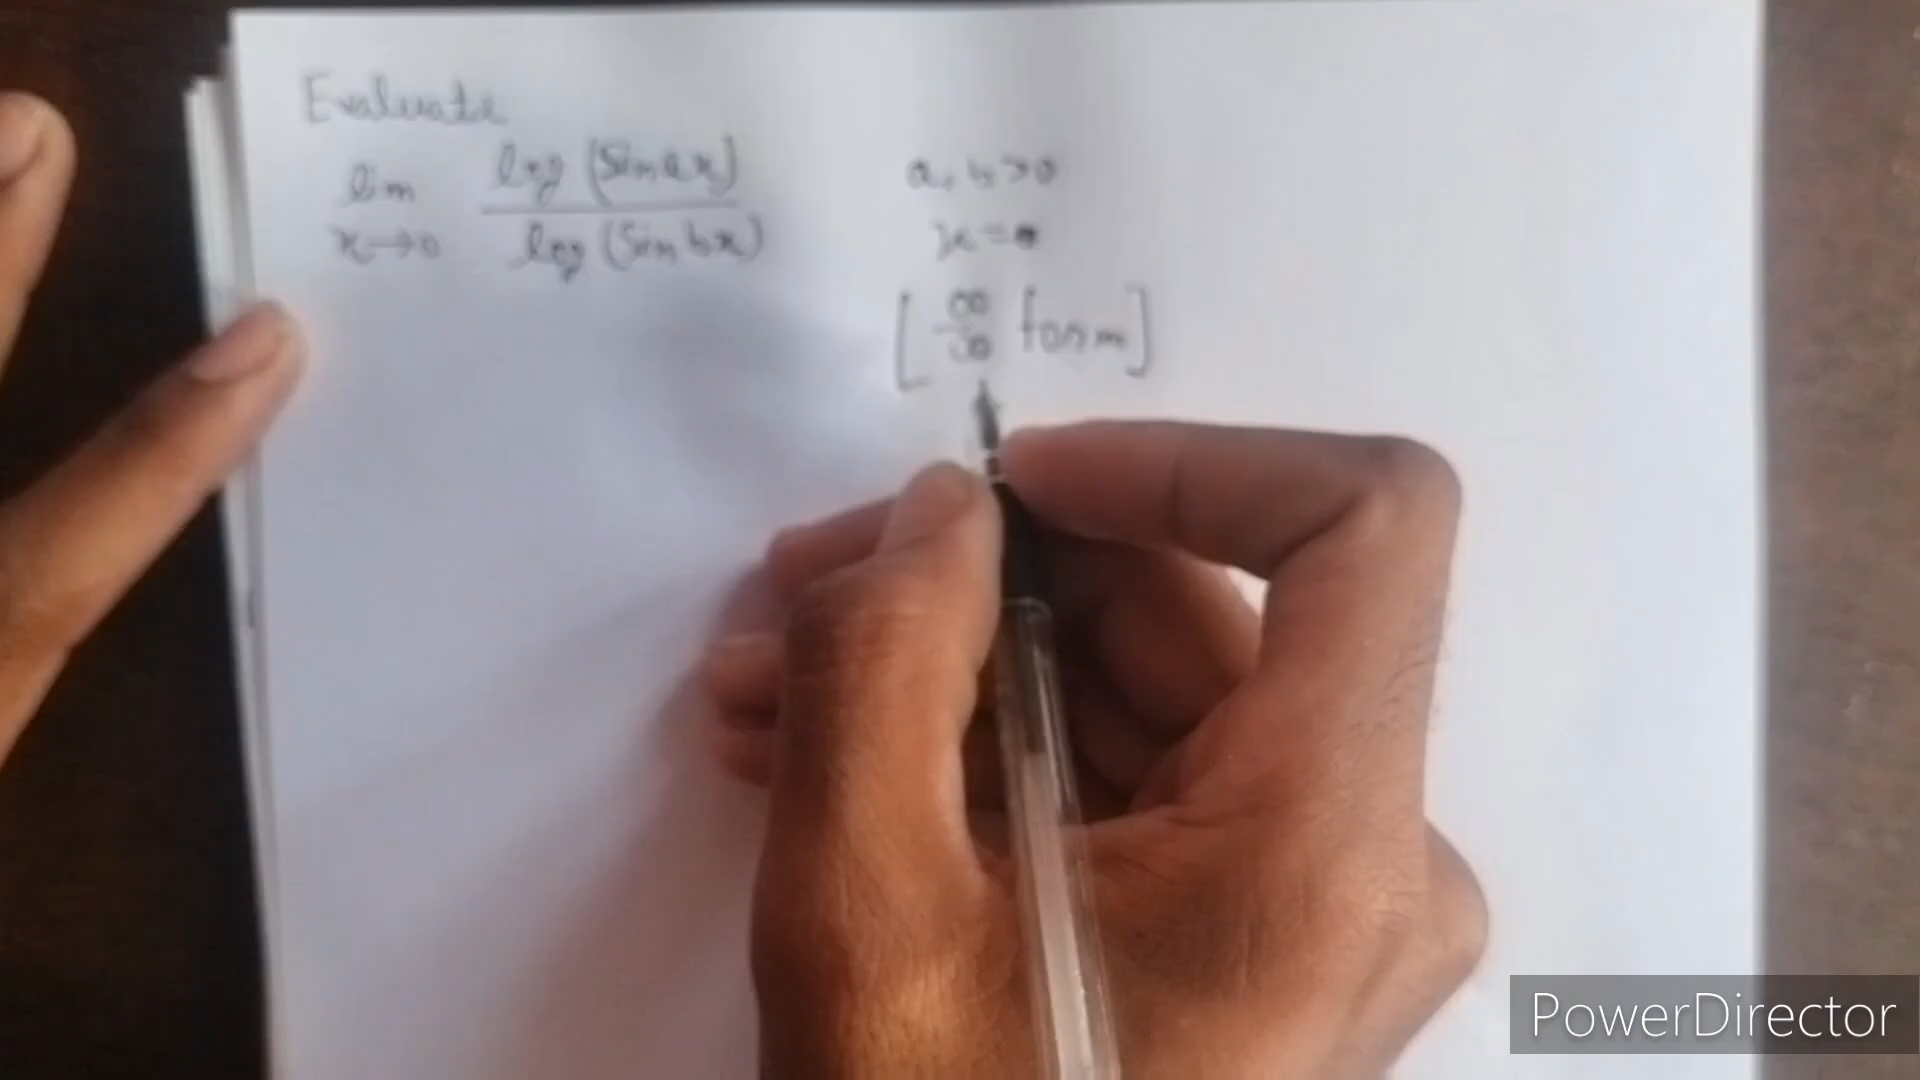 Evaluate
lim log (Sin ax)
x→0 log (Sin bx)
a, b > 0
x = 0
[ ∞/∞ form ]
PowerDirector